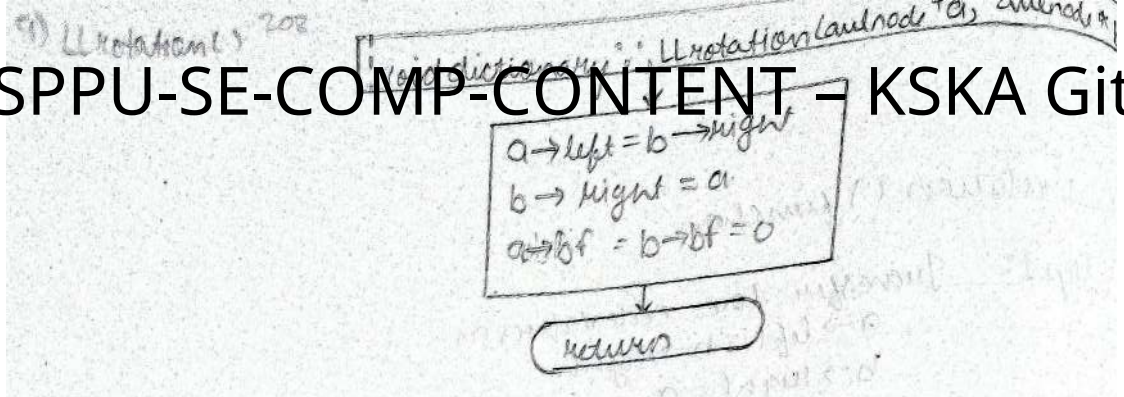 9) LLrotation() 208
void dictionary :: LLrotation(avlnode *a, avlnode *
SPPU-SE-COMP-CONTENT – KSKA Git
a→left = b→right
b→ right = a
a→bf = b→bf = 0
return